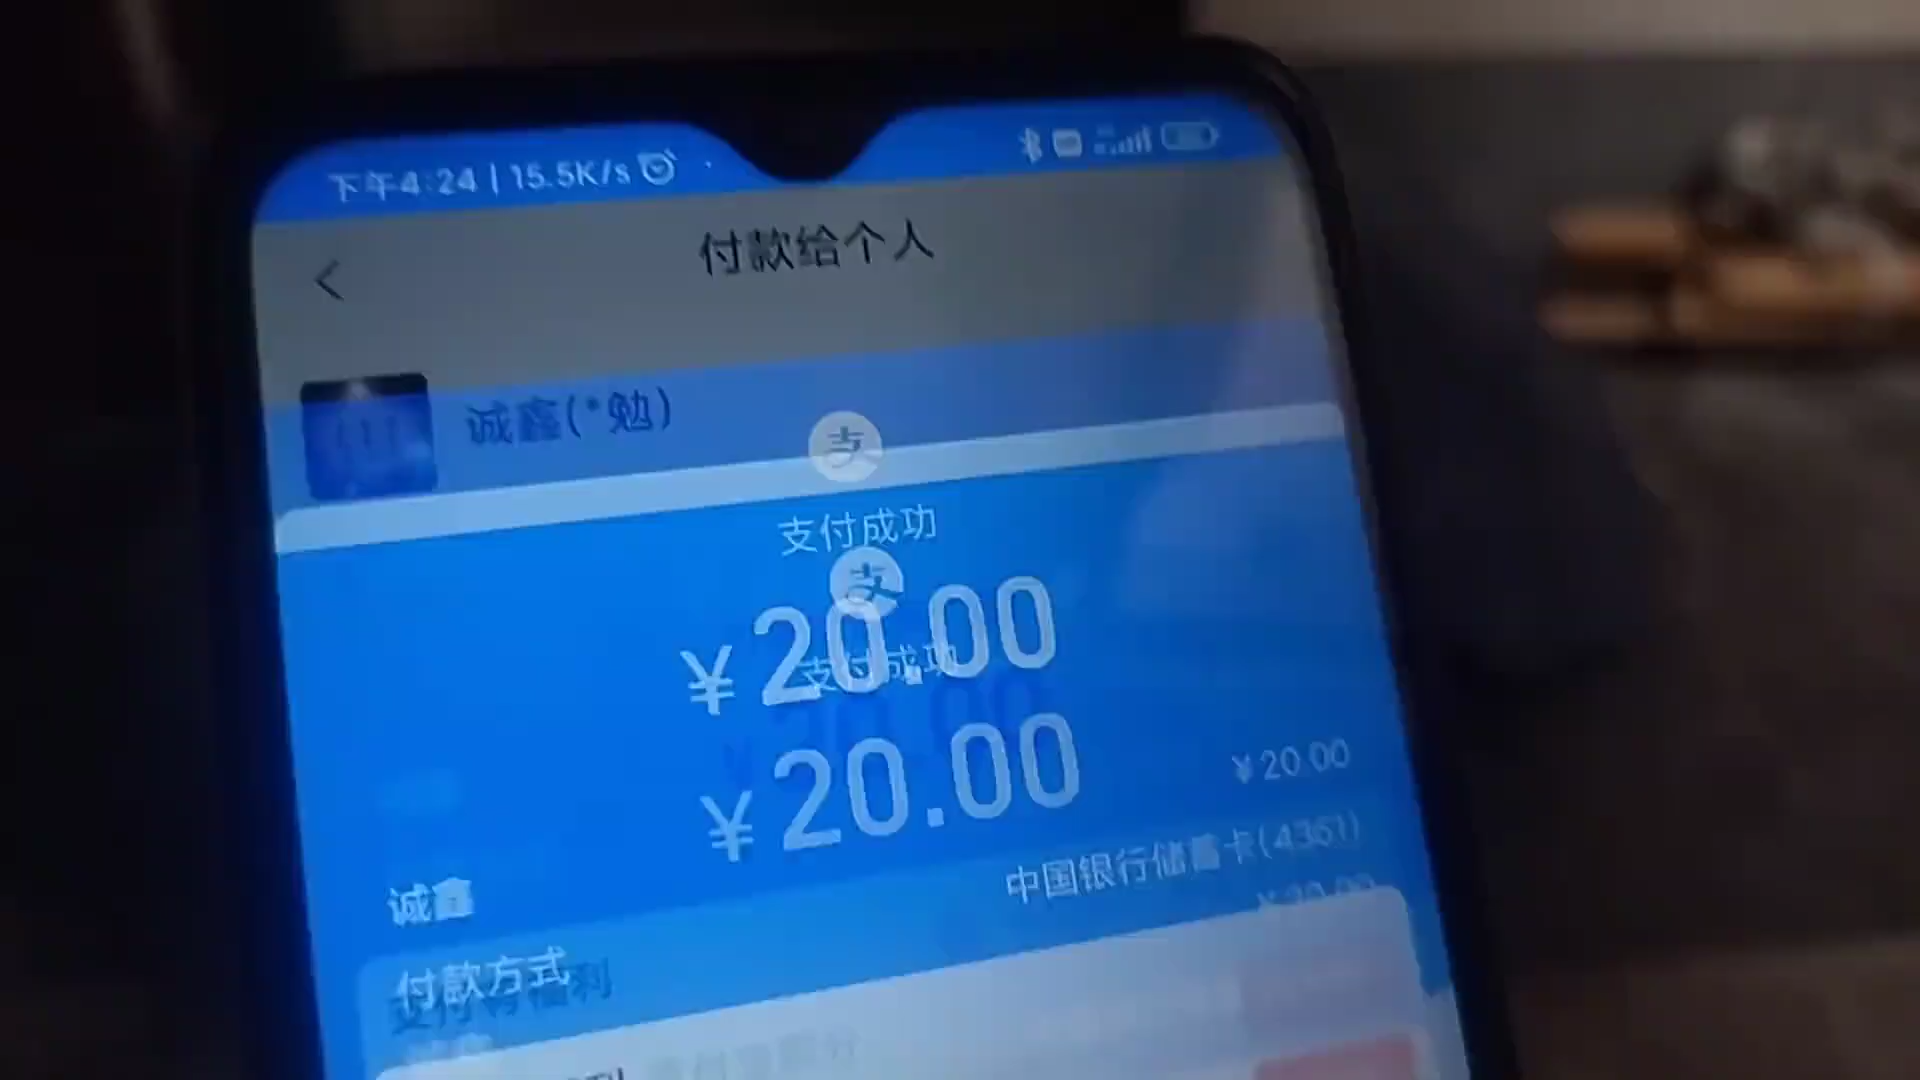 下午4:24 | 15.5K/s
付款给个人
诚鑫(*勉)
支
支付成功
支
¥20.00
支付成功
¥20.00
¥20.00
诚鑫
中国银行储蓄卡(4361)
付款方式